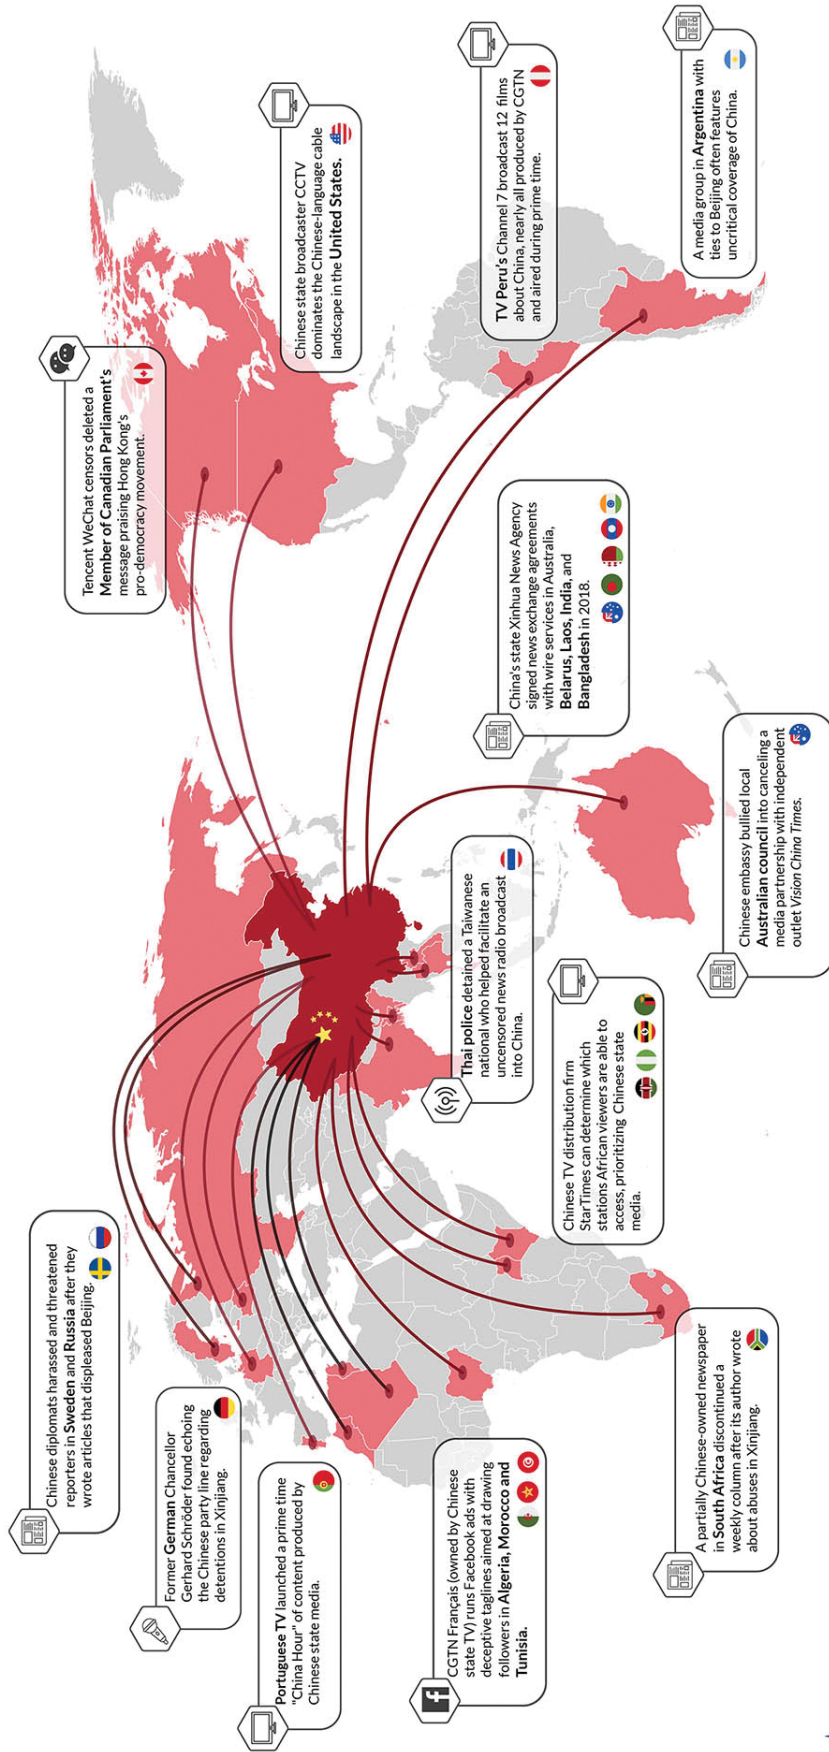 Tencent WeChat censors deleted a
Member of Canadian Parliament's
message praising Hong Kong's
pro-democracy movement.
Chinese state broadcaster CCTV
dominates the Chinese-language cable
landscape in the United States.
TV Peru's Channel 7 broadcast 12 films
about China, nearly all produced by CGTN
and aired during prime time.
A media group in Argentina with
ties to Beijing often features
uncritical coverage of China.
China's state Xinhua News Agency
signed news exchange agreements
with wire services in Australia,
Belarus, Laos, India, and
Bangladesh in 2018.
Chinese embassy bullied local
Australian council into canceling a
media partnership with independent
outlet Vision China Times.
Thai police detained a Taiwanese
national who helped facilitate an
uncensored news radio broadcast
into China.
Chinese TV distribution firm
StarTimes can determine which
stations African viewers are able to
access, prioritizing Chinese state
media.
A partially Chinese-owned newspaper
in South Africa discontinued a
weekly column after its author wrote
about abuses in Xinjiang.
Chinese diplomats harassed and threatened
reporters in Sweden and Russia after they
wrote articles that displeased Beijing.
Former German Chancellor
Gerhard Schröder found echoing
the Chinese party line regarding
detentions in Xinjiang.
Portuguese TV launched a prime time
"China Hour" of content produced by
Chinese state media.
f
CGTN Français (owned by Chinese
state TV) runs Facebook ads with
deceptive taglines aimed at drawing
followers in Algeria, Morocco and
Tunisia.